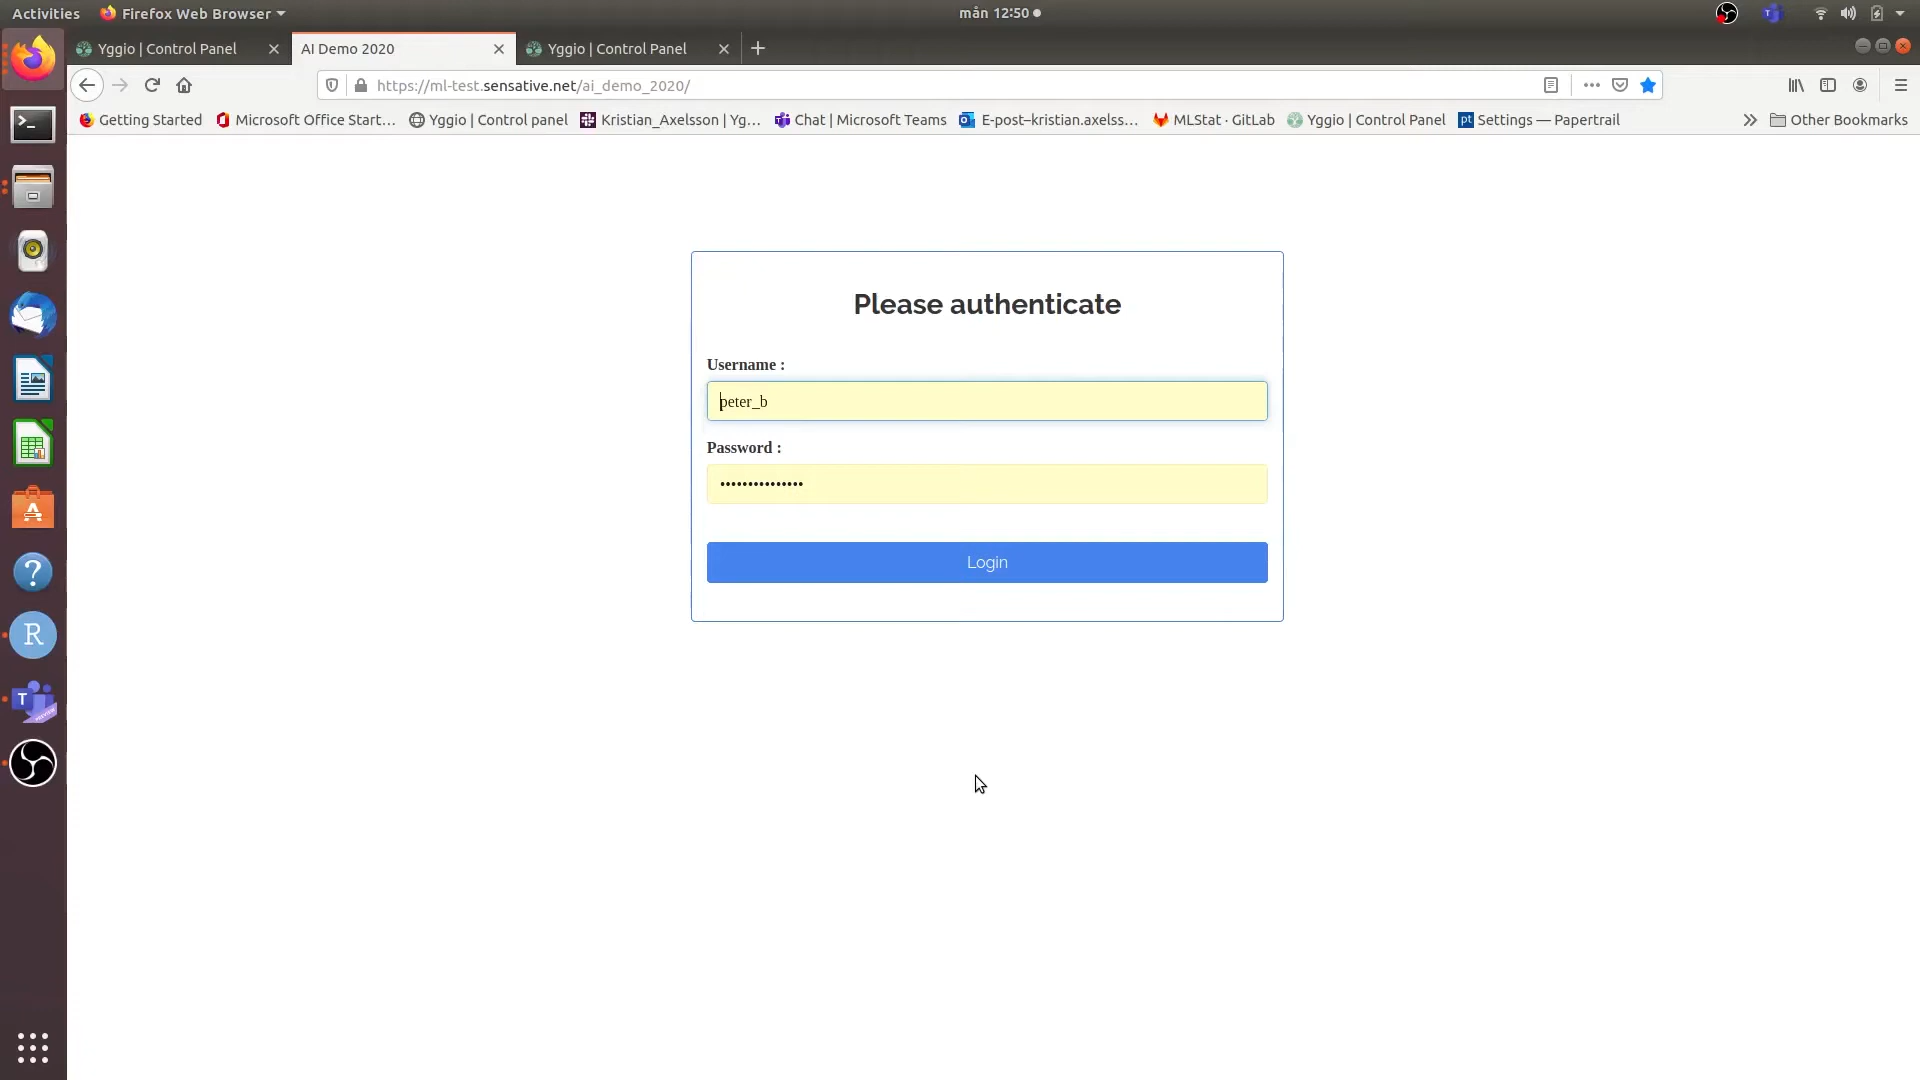 Activities
Firefox Web Browser
mån 12:50
Yggio | Control Panel
AI Demo 2020
Yggio | Control Panel
https://ml-test.sensative.net/ai_demo_2020/
Getting Started
Microsoft Office Start...
Yggio | Control panel
Kristian_Axelsson | Yg...
Chat | Microsoft Teams
E-post–kristian.axelss...
MLStat · GitLab
Yggio | Control Panel
pt
Settings — Papertrail
Other Bookmarks
Please authenticate
Username :
peter_b
Password :
•••••••••••••••
Login